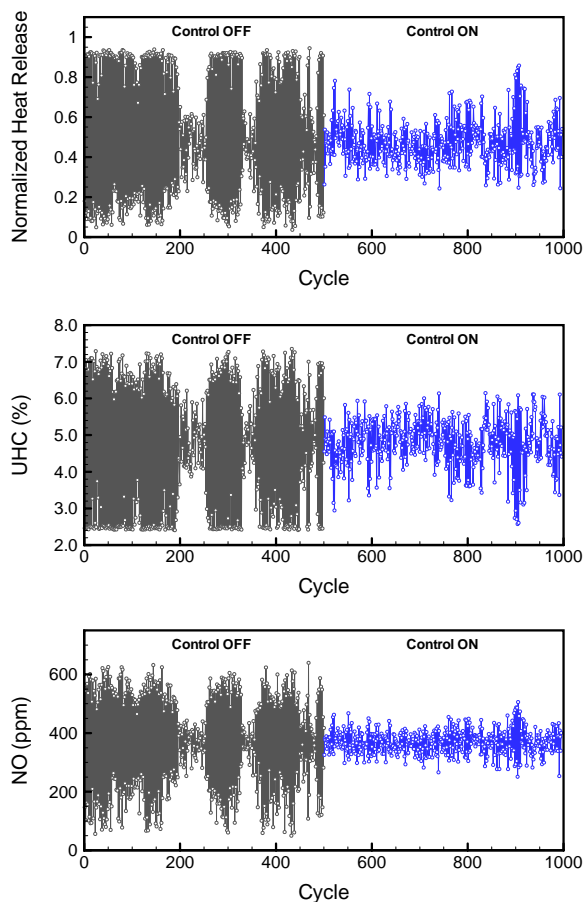 Control OFF
Control ON
Normalized Heat Release
1
0.8
0.6
0.4
0.2
0
0 200 400 600 800 1000
Cycle
Control OFF
Control ON
UHC (%)
8.0
7.0
6.0
5.0
4.0
3.0
2.0
0 200 400 600 800 1000
Cycle
Control OFF
Control ON
NO (ppm)
600
400
200
0
0 200 400 600 800 1000
Cycle